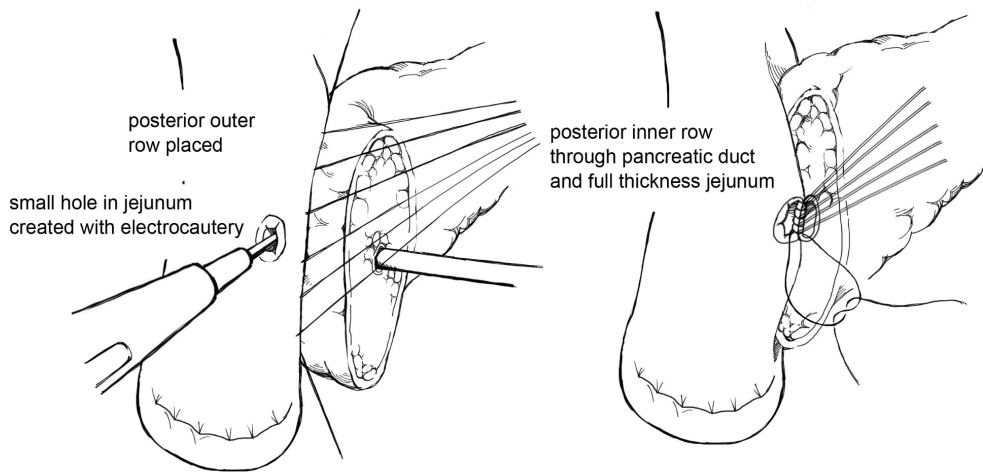 posterior outer
row placed
small hole in jejunum
created with electrocautery
posterior inner row
through pancreatic duct
and full thickness jejunum